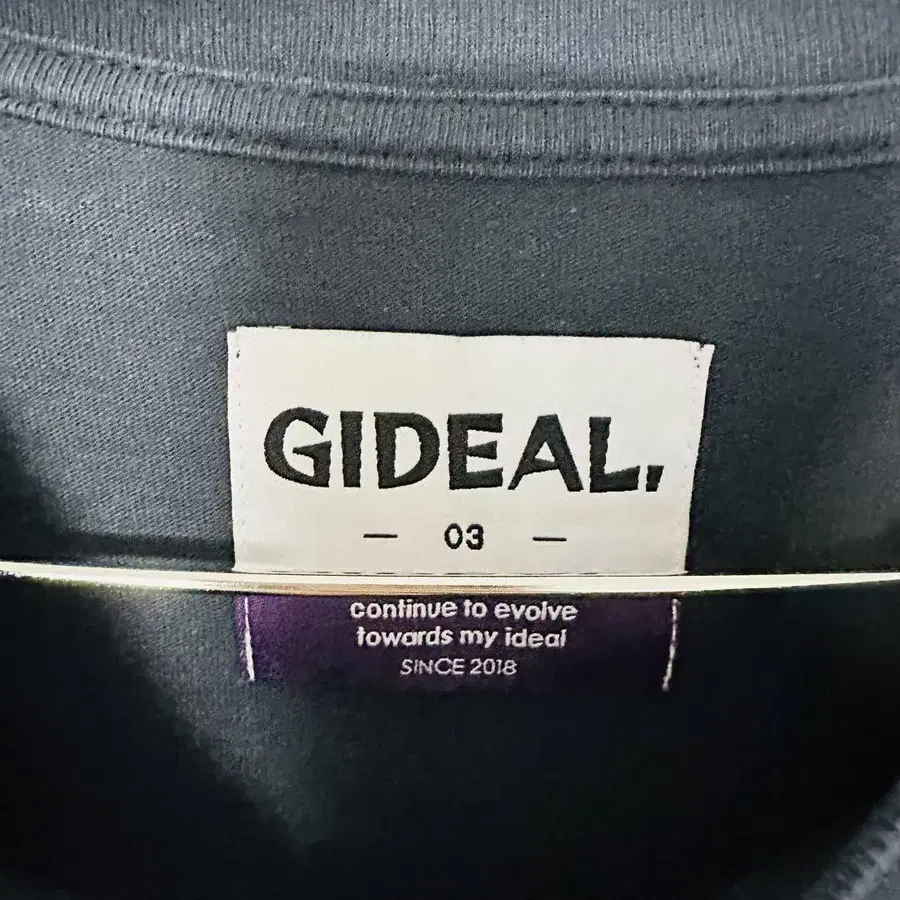 GIDEAL,
— 03 —
continue to evolve
towards my ideal
SINCE 2018